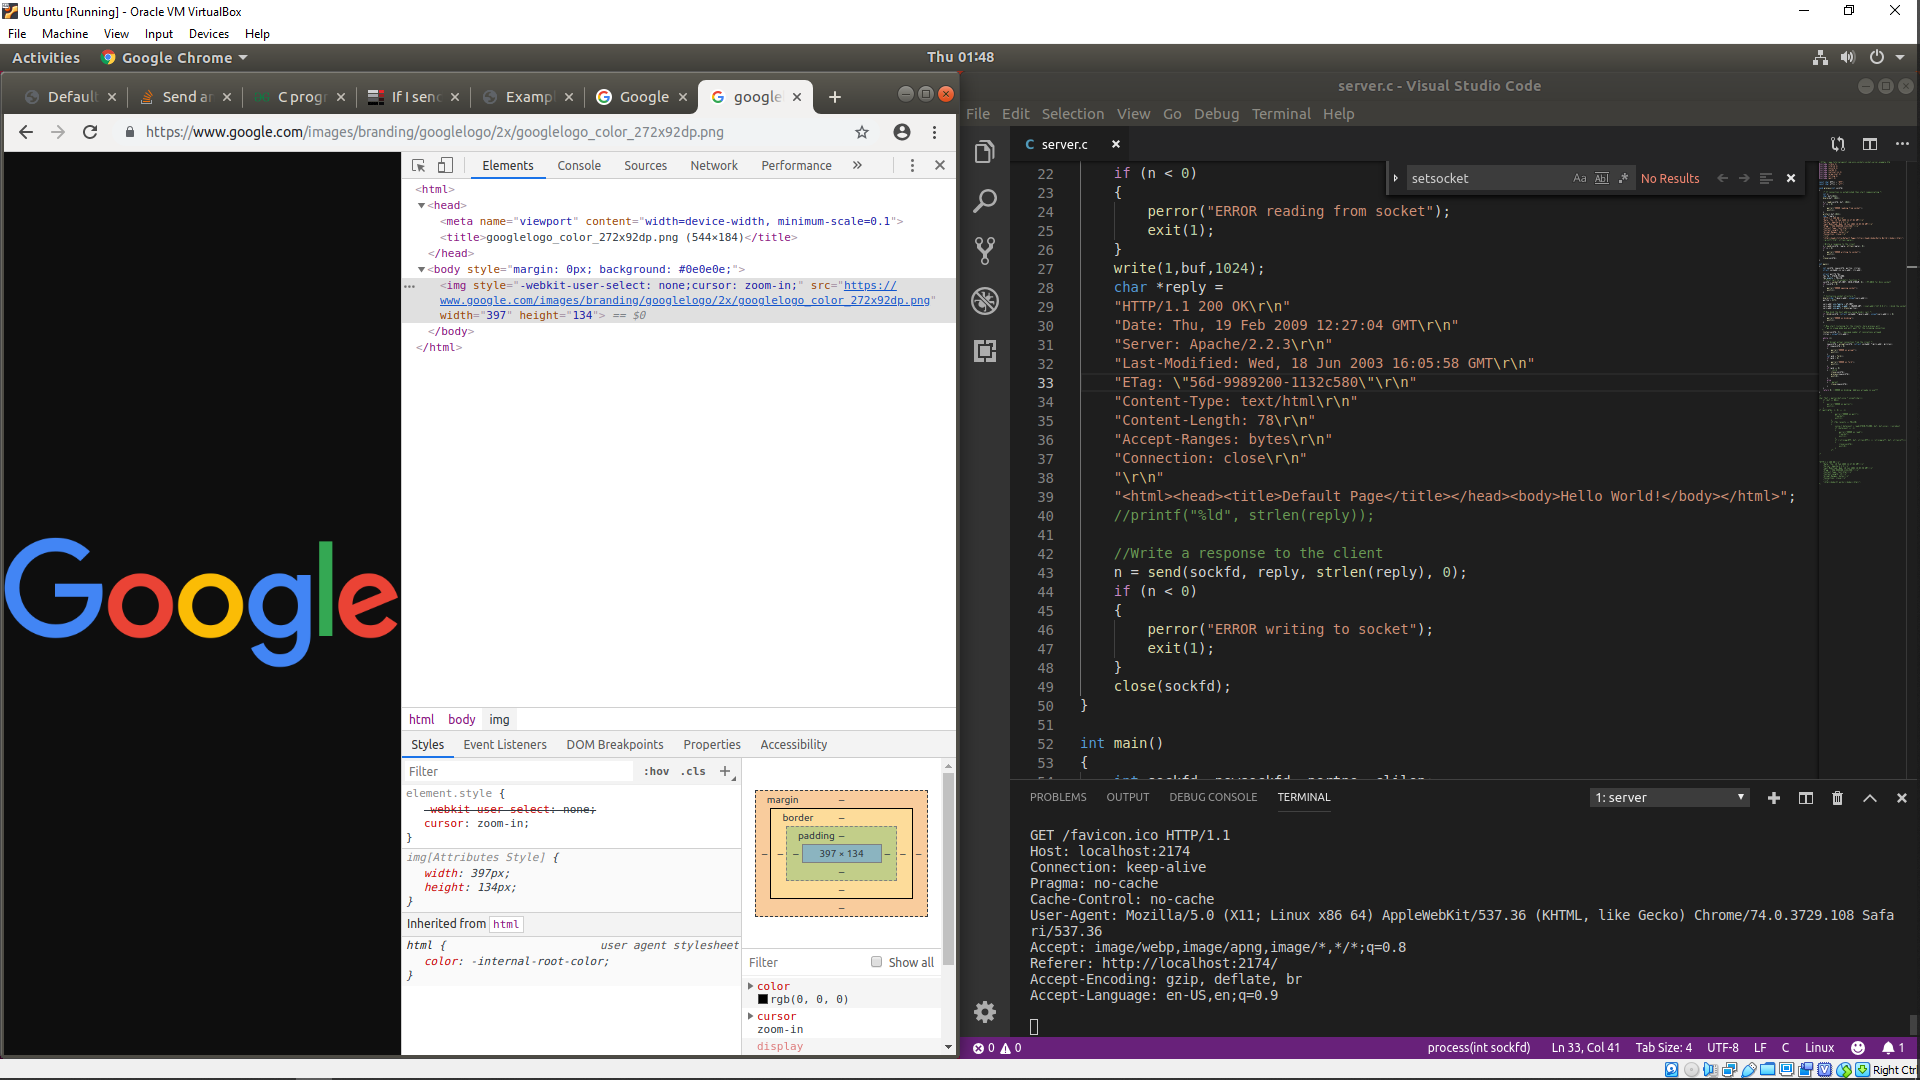 Ubuntu [Running] - Oracle VM VirtualBox
File Machine View Input Devices Help
Activities Google Chrome Thu 01:48
Default Send ar C progr If I send Exampl Google google
https://www.google.com/images/branding/googlelogo/2x/googlelogo_color_272x92dp.png
Google
Elements Console Sources Network Performance »
<html>
<head>
<meta name="viewport" content="width=device-width, minimum-scale=0.1">
<title>googlelogo_color_272x92dp.png (544×184)</title>
</head>
<body style="margin: 0px; background: #0e0e0e;">
<img style="-webkit-user-select: none;cursor: zoom-in;" src="https://
www.google.com/images/branding/googlelogo/2x/googlelogo_color_272x92dp.png"
width="397" height="134"> == $0
</body>
</html>
html body img
Styles Event Listeners DOM Breakpoints Properties Accessibility
Filter :hov .cls +
element.style {
-webkit-user-select: none;
cursor: zoom-in;
}
img[Attributes Style] {
width: 397px;
height: 134px;
}
Inherited from html
html { user agent stylesheet
color: -internal-root-color;
}
margin –
border –
padding –
– – – 397 × 134 – – –
–
–
–
Filter Show all
color
rgb(0, 0, 0)
cursor
zoom-in
display
server.c - Visual Studio Code
File Edit Selection View Go Debug Terminal Help
C server.c
setsocket Aa Abl .* No Results
22 if (n < 0)
23 {
24 perror("ERROR reading from socket");
25 exit(1);
26 }
27 write(1,buf,1024);
28 char *reply =
29 "HTTP/1.1 200 OK\r\n"
30 "Date: Thu, 19 Feb 2009 12:27:04 GMT\r\n"
31 "Server: Apache/2.2.3\r\n"
32 "Last-Modified: Wed, 18 Jun 2003 16:05:58 GMT\r\n"
33 "ETag: \"56d-9989200-1132c580\"\r\n"
34 "Content-Type: text/html\r\n"
35 "Content-Length: 78\r\n"
36 "Accept-Ranges: bytes\r\n"
37 "Connection: close\r\n"
38 "\r\n"
39 "<html><head><title>Default Page</title></head><body>Hello World!</body></html>";
40 //printf("%ld", strlen(reply));
41
42 //Write a response to the client
43 n = send(sockfd, reply, strlen(reply), 0);
44 if (n < 0)
45 {
46 perror("ERROR writing to socket");
47 exit(1);
48 }
49 close(sockfd);
50 }
51
52 int main()
53 {
PROBLEMS OUTPUT DEBUG CONSOLE TERMINAL 1: server
GET /favicon.ico HTTP/1.1
Host: localhost:2174
Connection: keep-alive
Pragma: no-cache
Cache-Control: no-cache
User-Agent: Mozilla/5.0 (X11; Linux x86 64) AppleWebKit/537.36 (KHTML, like Gecko) Chrome/74.0.3729.108 Safa
ri/537.36
Accept: image/webp,image/apng,image/*,*/*;q=0.8
Referer: http://localhost:2174/
Accept-Encoding: gzip, deflate, br
Accept-Language: en-US,en;q=0.9
0 0 process(int sockfd) Ln 33, Col 41 Tab Size: 4 UTF-8 LF C Linux 1
Right Ctrl